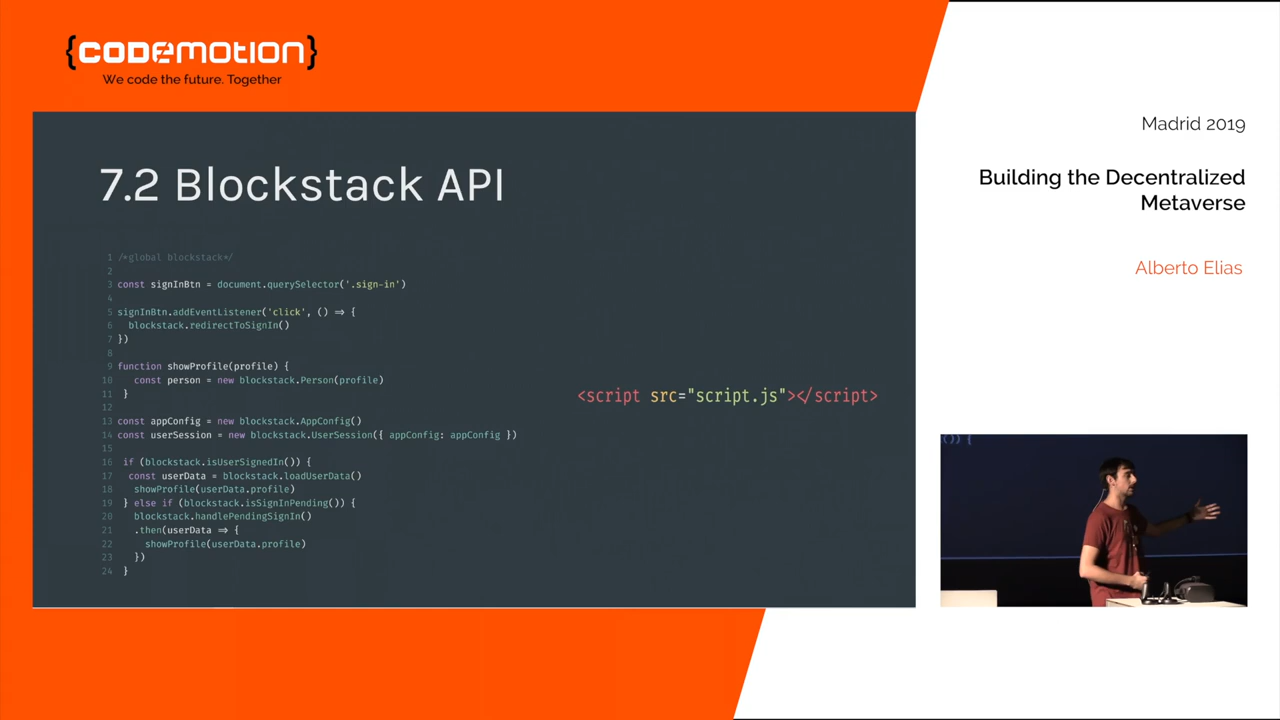 {CODEMOTION}
We code the future. Together
Madrid 2019
Building the Decentralized
Metaverse
Alberto Elias
7.2 Blockstack API
1 /*global blockstack*/
2
3 const signInBtn = document.querySelector('.sign-in')
4
5 signInBtn.addEventListener('click', () => {
6 blockstack.redirectToSignIn()
7 })
8
9 function showProfile(profile) {
10 const person = new blockstack.Person(profile)
11 }
12
13 const appConfig = new blockstack.AppConfig()
14 const userSession = new blockstack.UserSession({ appConfig: appConfig })
15
16 if (blockstack.isUserSignedIn()) {
17 const userData = blockstack.loadUserData()
18 showProfile(userData.profile)
19 } else if (blockstack.isSignInPending()) {
20 blockstack.handlePendingSignIn()
21 .then(userData => {
22 showProfile(userData.profile)
23 })
24 }
<script src="script.js"></script>
()) {